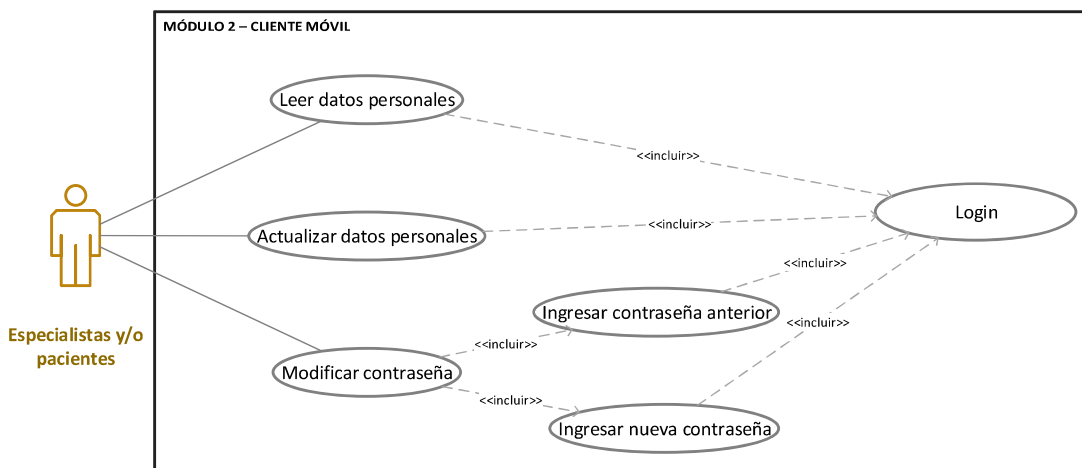 MÓDULO 2 – CLIENTE MÓVIL
Leer datos personales
<<incluir>>
Login
Actualizar datos personales
<<incluir>>
<<incluir>>
Ingresar contraseña anterior
<<incluir>>
Especialistas y/o
pacientes
<<incluir>>
Modificar contraseña
<<incluir>>
Ingresar nueva contraseña